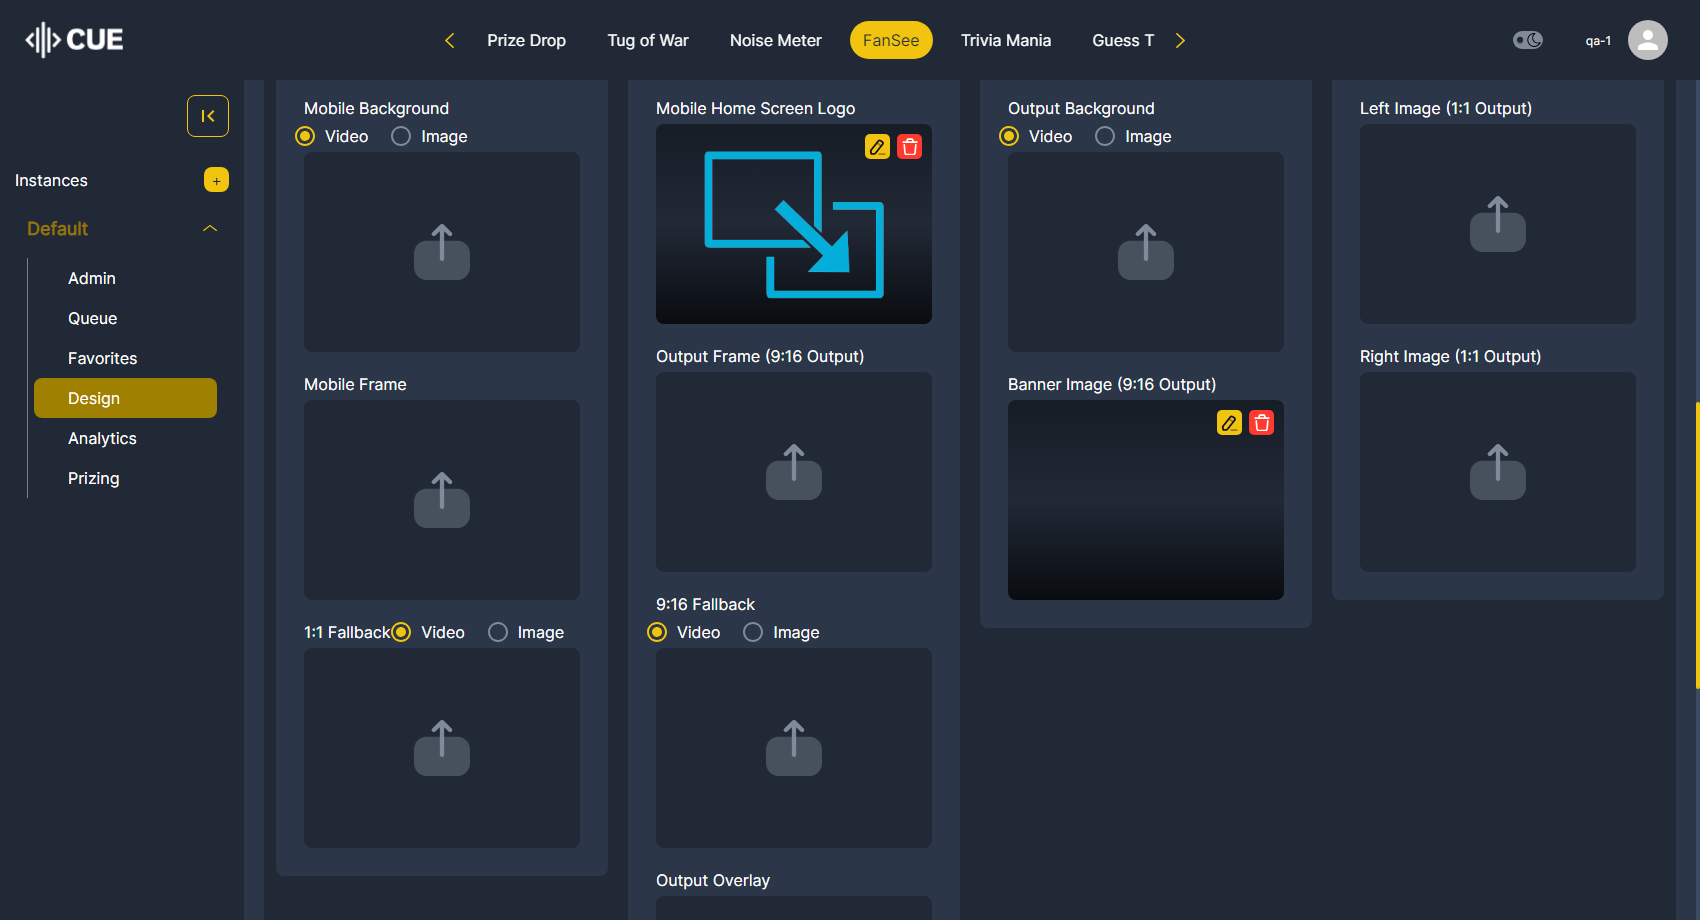 CUE
Prize Drop
Tug of War
Noise Meter
FanSee
Trivia Mania
Guess T
qa-1
Instances
+
Default
Admin
Queue
Favorites
Design
Analytics
Prizing
Mobile Background
Video
Image
Mobile Frame
1:1 Fallback
Video
Image
Mobile Home Screen Logo
Output Frame (9:16 Output)
9:16 Fallback
Video
Image
Output Overlay
Output Background
Video
Image
Banner Image (9:16 Output)
Left Image (1:1 Output)
Right Image (1:1 Output)